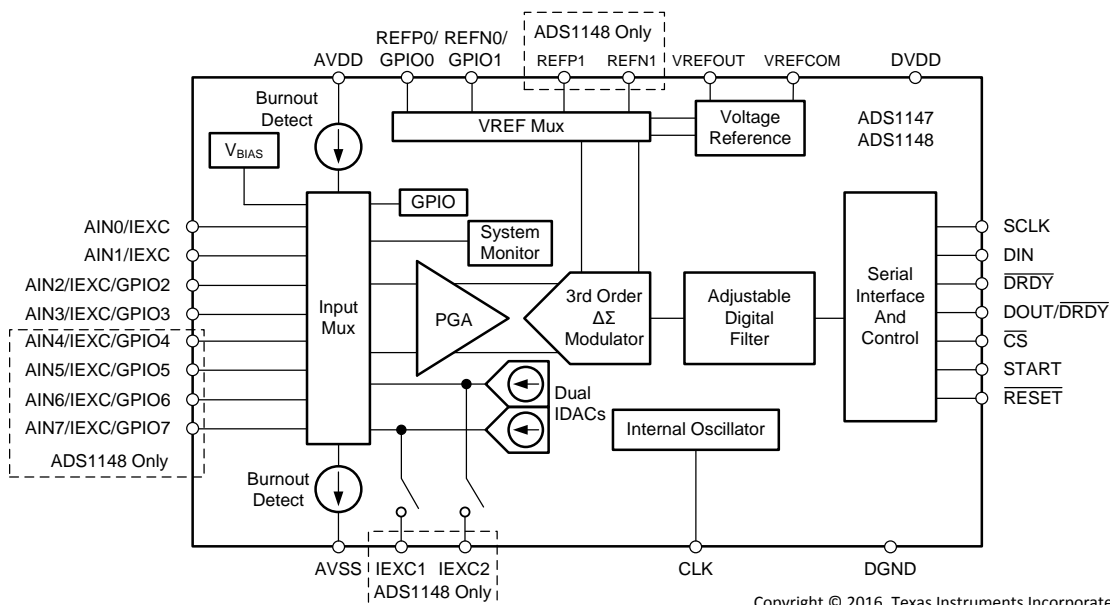 REFP0/
GPIO0
REFN0/
GPIO1
ADS1148 Only
AVDD
REFP1
REFN1
VREFOUT
VREFCOM
DVDD
Burnout
Detect
VREF Mux
Voltage
Reference
ADS1147
ADS1148
VBIAS
GPIO
System
Monitor
AIN0/IEXC
AIN1/IEXC
AIN2/IEXC/GPIO2
AIN3/IEXC/GPIO3
AIN4/IEXC/GPIO4
AIN5/IEXC/GPIO5
AIN6/IEXC/GPIO6
AIN7/IEXC/GPIO7
ADS1148 Only
Input
Mux
PGA
3rd Order
ΔΣ
Modulator
Adjustable
Digital
Filter
Serial
Interface
And
Control
SCLK
DIN
DRDY
DOUT/DRDY
CS
START
RESET
Dual
IDACs
Internal Oscillator
Burnout
Detect
AVSS
IEXC1
IEXC2
ADS1148 Only
CLK
DGND
Copyright © 2016, Texas Instruments Incorporate